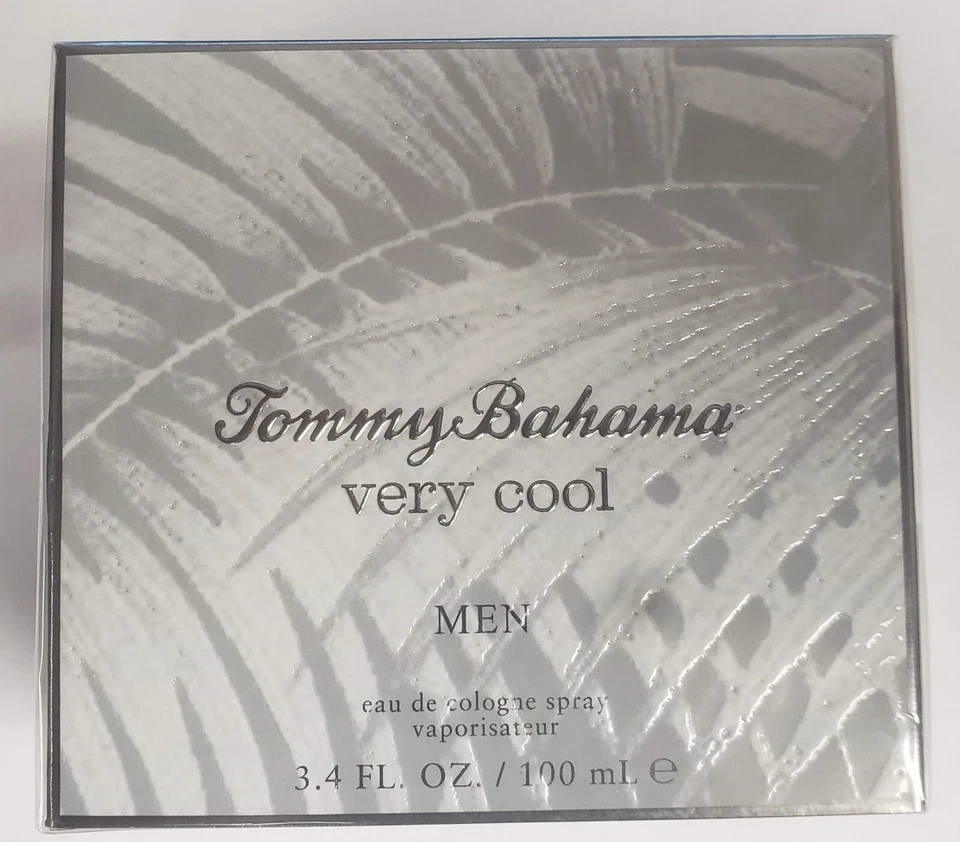 Tommy Bahama
very cool
MEN
eau de cologne spray
vaporisateur
3.4 FL. OZ. / 100 mL ℮